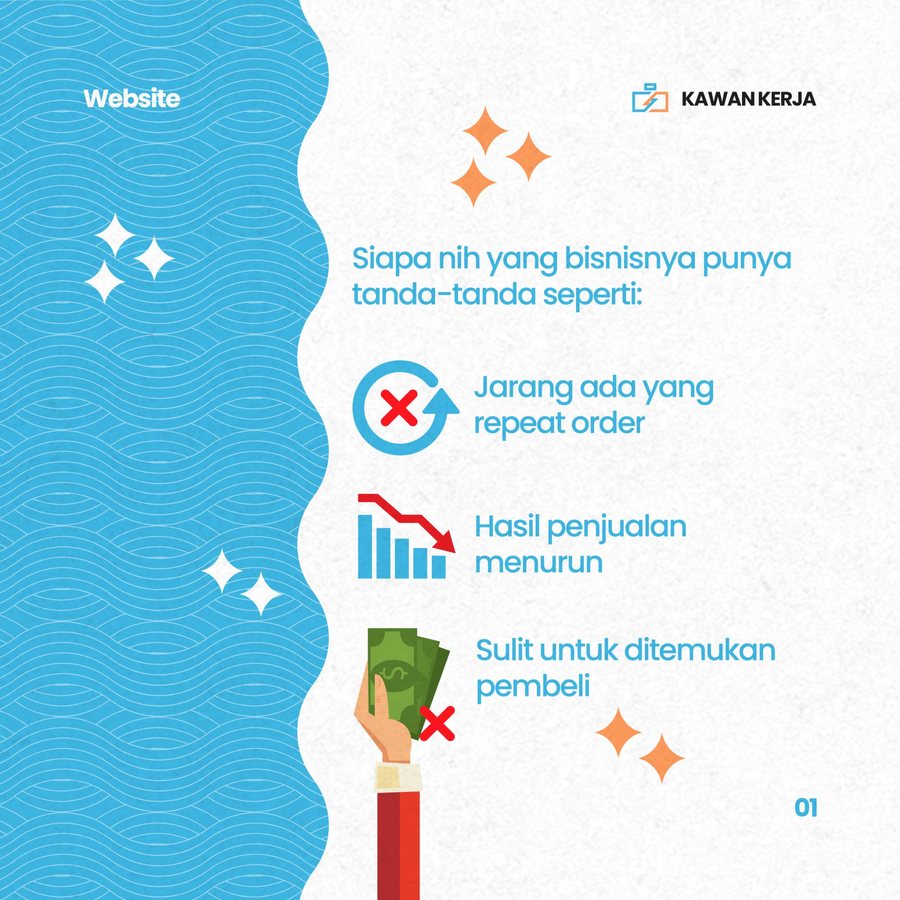 Website
KAWAN KERJA
Siapa nih yang bisnisnya punya
tanda-tanda seperti:
Jarang ada yang
repeat order
Hasil penjualan
menurun
Sulit untuk ditemukan
pembeli
01